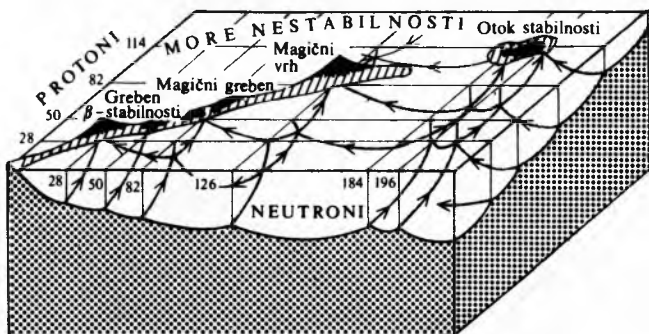 MORE NESTABILNOSTI
Otok stabilnosti
PROTONI
114
Magični
vrh
82
Magični greben
50
Greben
β-stabilnosti
28
28
50
82
126
184
196
NEUTRONI